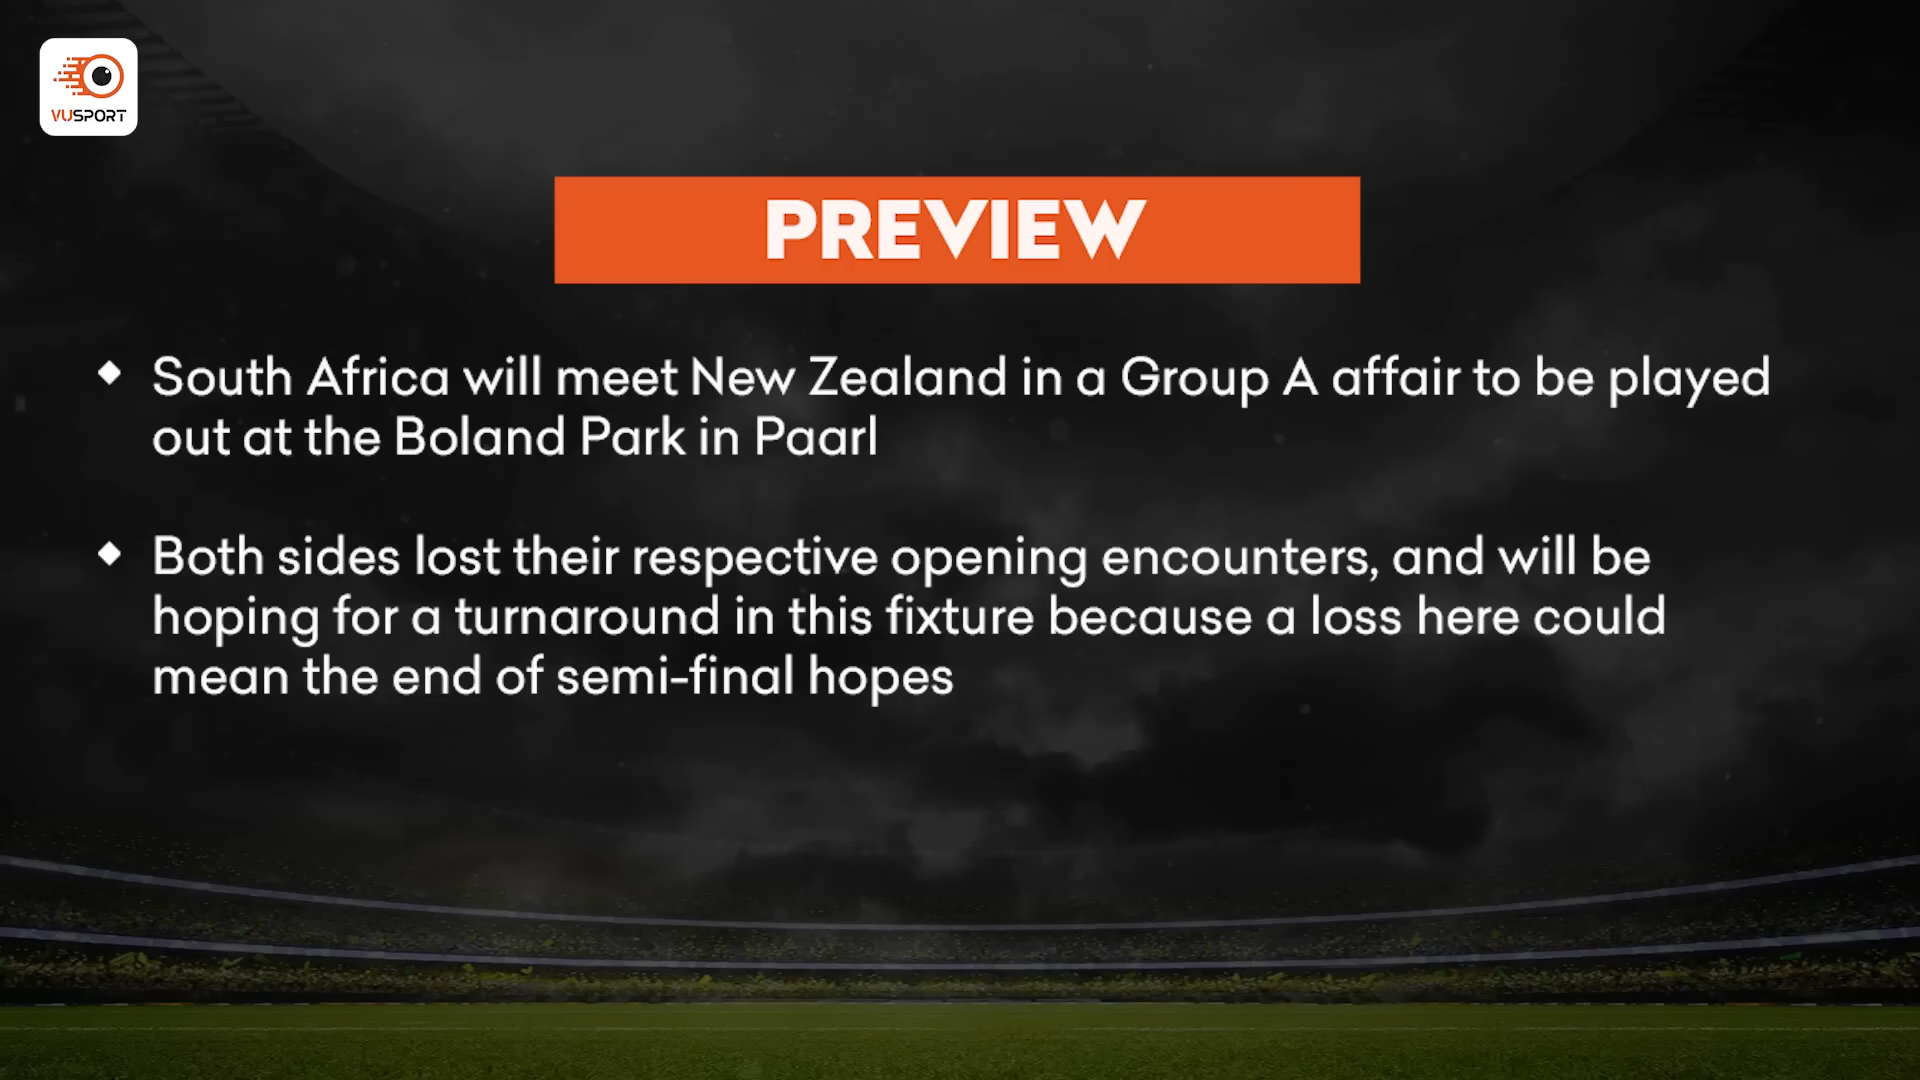 VUSPORT
PREVIEW
South Africa will meet New Zealand in a Group A affair to be played
out at the Boland Park in Paarl
Both sides lost their respective opening encounters, and will be
hoping for a turnaround in this fixture because a loss here could
mean the end of semi-final hopes